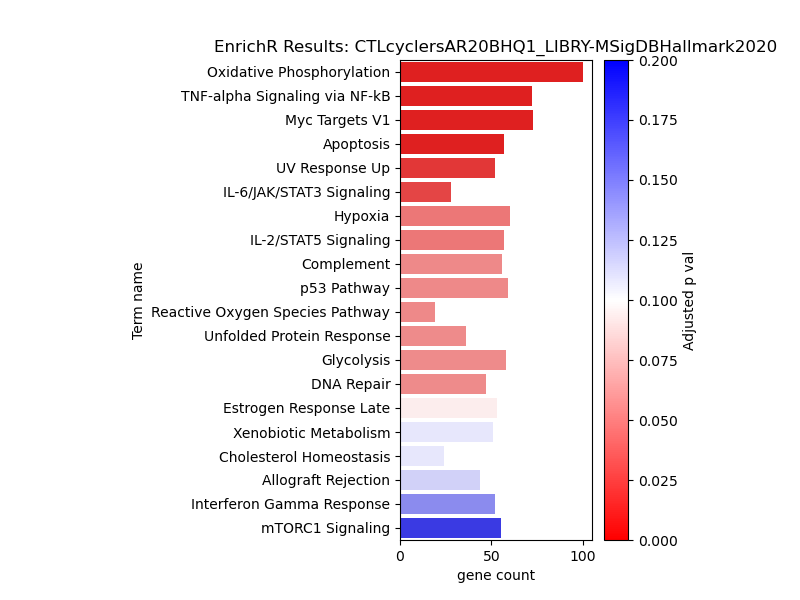 EnrichR Results: CTLcyclersAR20BHQ1_LIBRY-MSigDBHallmark2020
Term name
Oxidative Phosphorylation
TNF-alpha Signaling via NF-kB
Myc Targets V1
Apoptosis
UV Response Up
IL-6/JAK/STAT3 Signaling
Hypoxia
IL-2/STAT5 Signaling
Complement
p53 Pathway
Reactive Oxygen Species Pathway
Unfolded Protein Response
Glycolysis
DNA Repair
Estrogen Response Late
Xenobiotic Metabolism
Cholesterol Homeostasis
Allograft Rejection
Interferon Gamma Response
mTORC1 Signaling
0 50 100
gene count
0.200
0.175
0.150
0.125
0.100
0.075
0.050
0.025
0.000
Adjusted p val